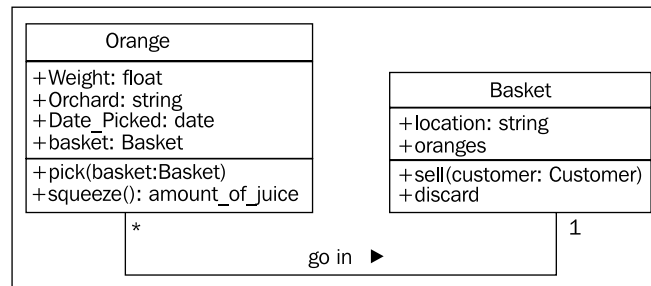 Orange
+Weight: float
+Orchard: string
+Date_Picked: date
+basket: Basket
+pick(basket:Basket)
+squeeze(): amount_of_juice
Basket
+location: string
+oranges
+sell(customer: Customer)
+discard
*
1
go in ►